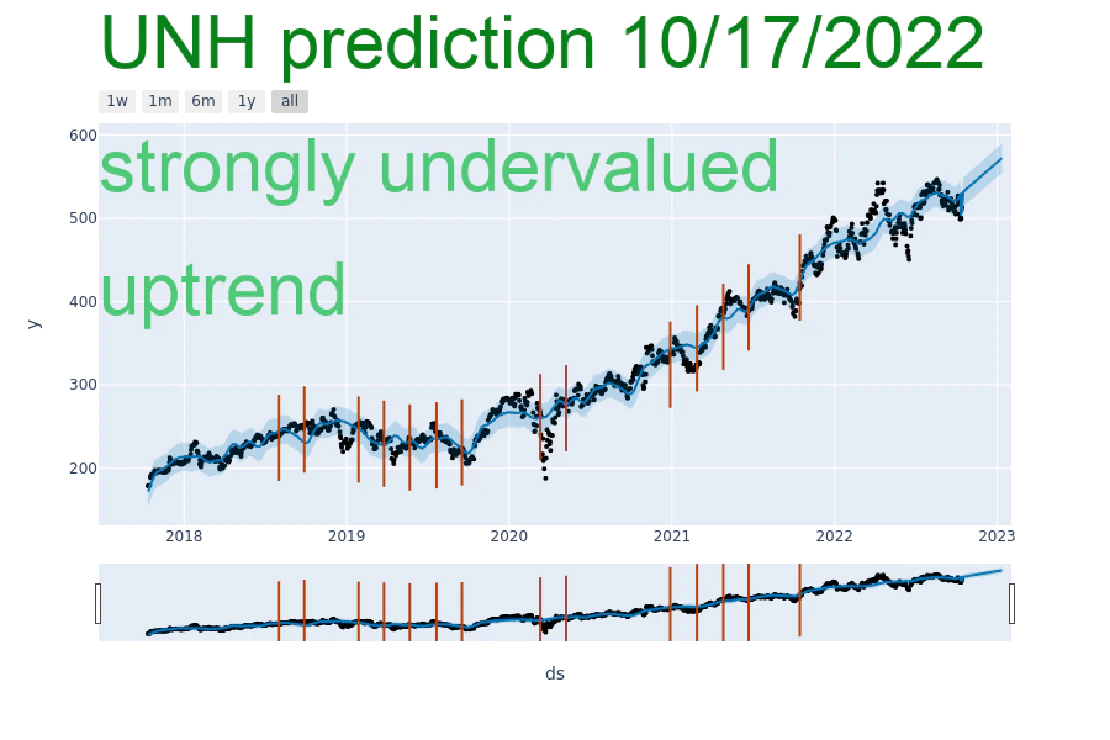 UNH prediction 10/17/2022
1w 1m 6m 1y all
600
strongly undervalued
500
uptrend
400
y
300
200
2018 2019 2020 2021 2022 2023
ds